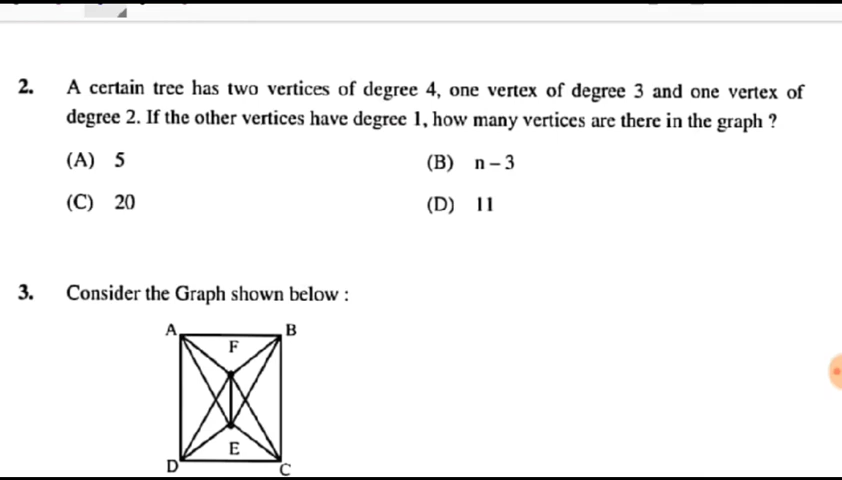 2. A certain tree has two vertices of degree 4, one vertex of degree 3 and one vertex of
degree 2. If the other vertices have degree 1, how many vertices are there in the graph ?
(A) 5 (B) n – 3
(C) 20 (D) 11
3. Consider the Graph shown below :
A B
F
E
D C